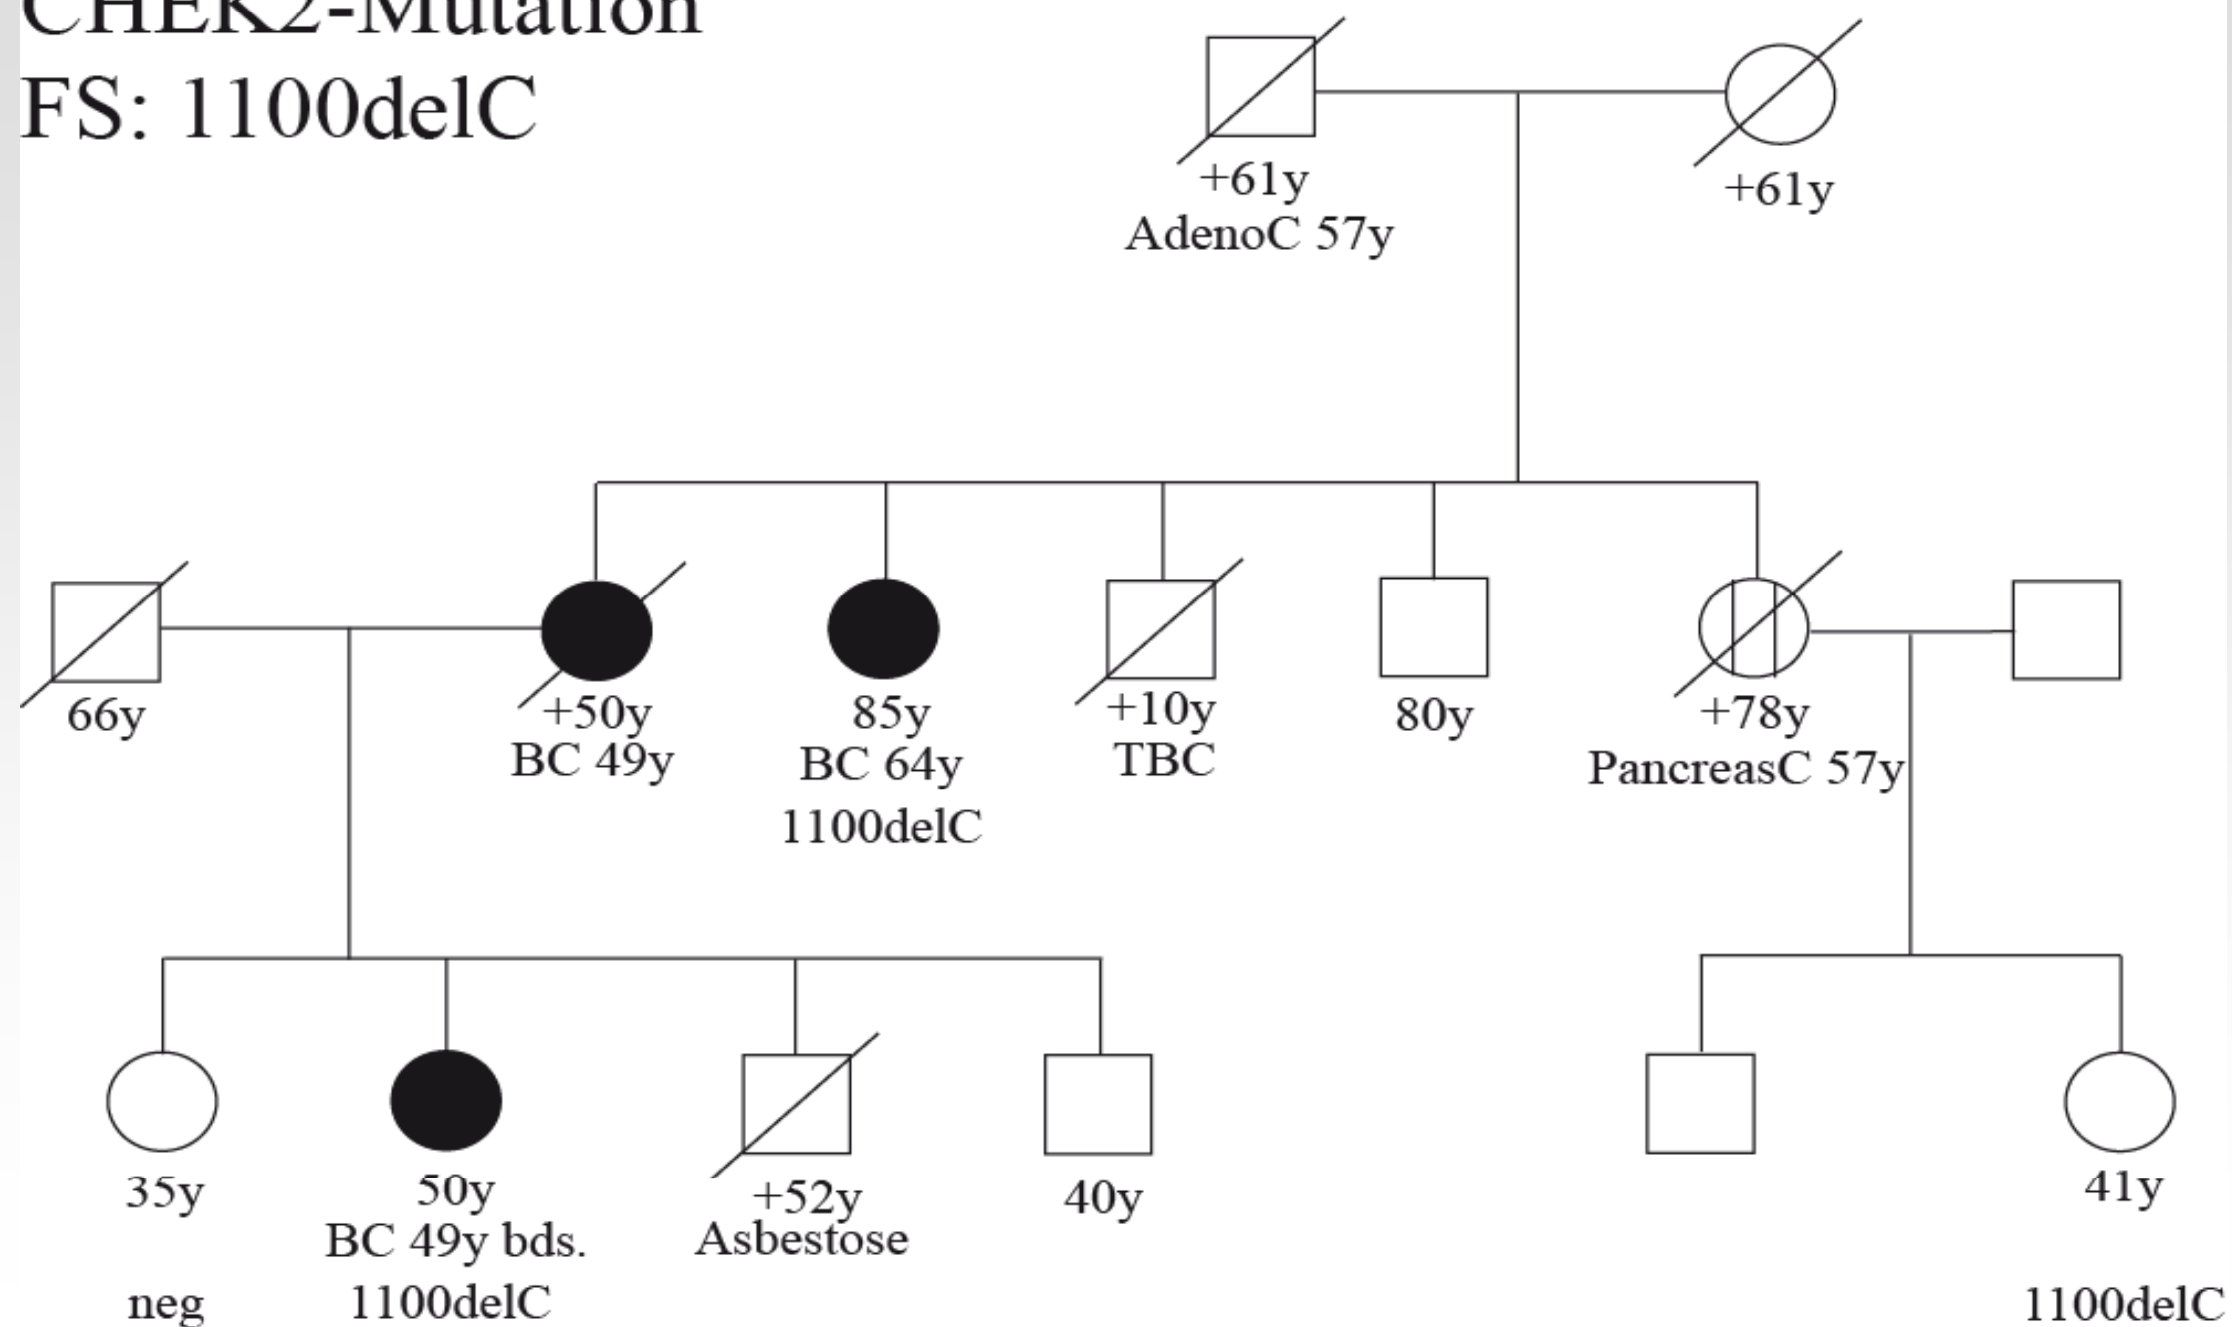 CHEK2-Mutation
FS: 1100delC
+61y
AdenoC 57y
+61y
66y
+50y
BC 49y
85y
BC 64y
1100delC
+10y
TBC
80y
+78y
PancreasC 57y
35y
neg
50y
BC 49y bds.
1100delC
+52y
Asbestose
40y
41y
1100delC